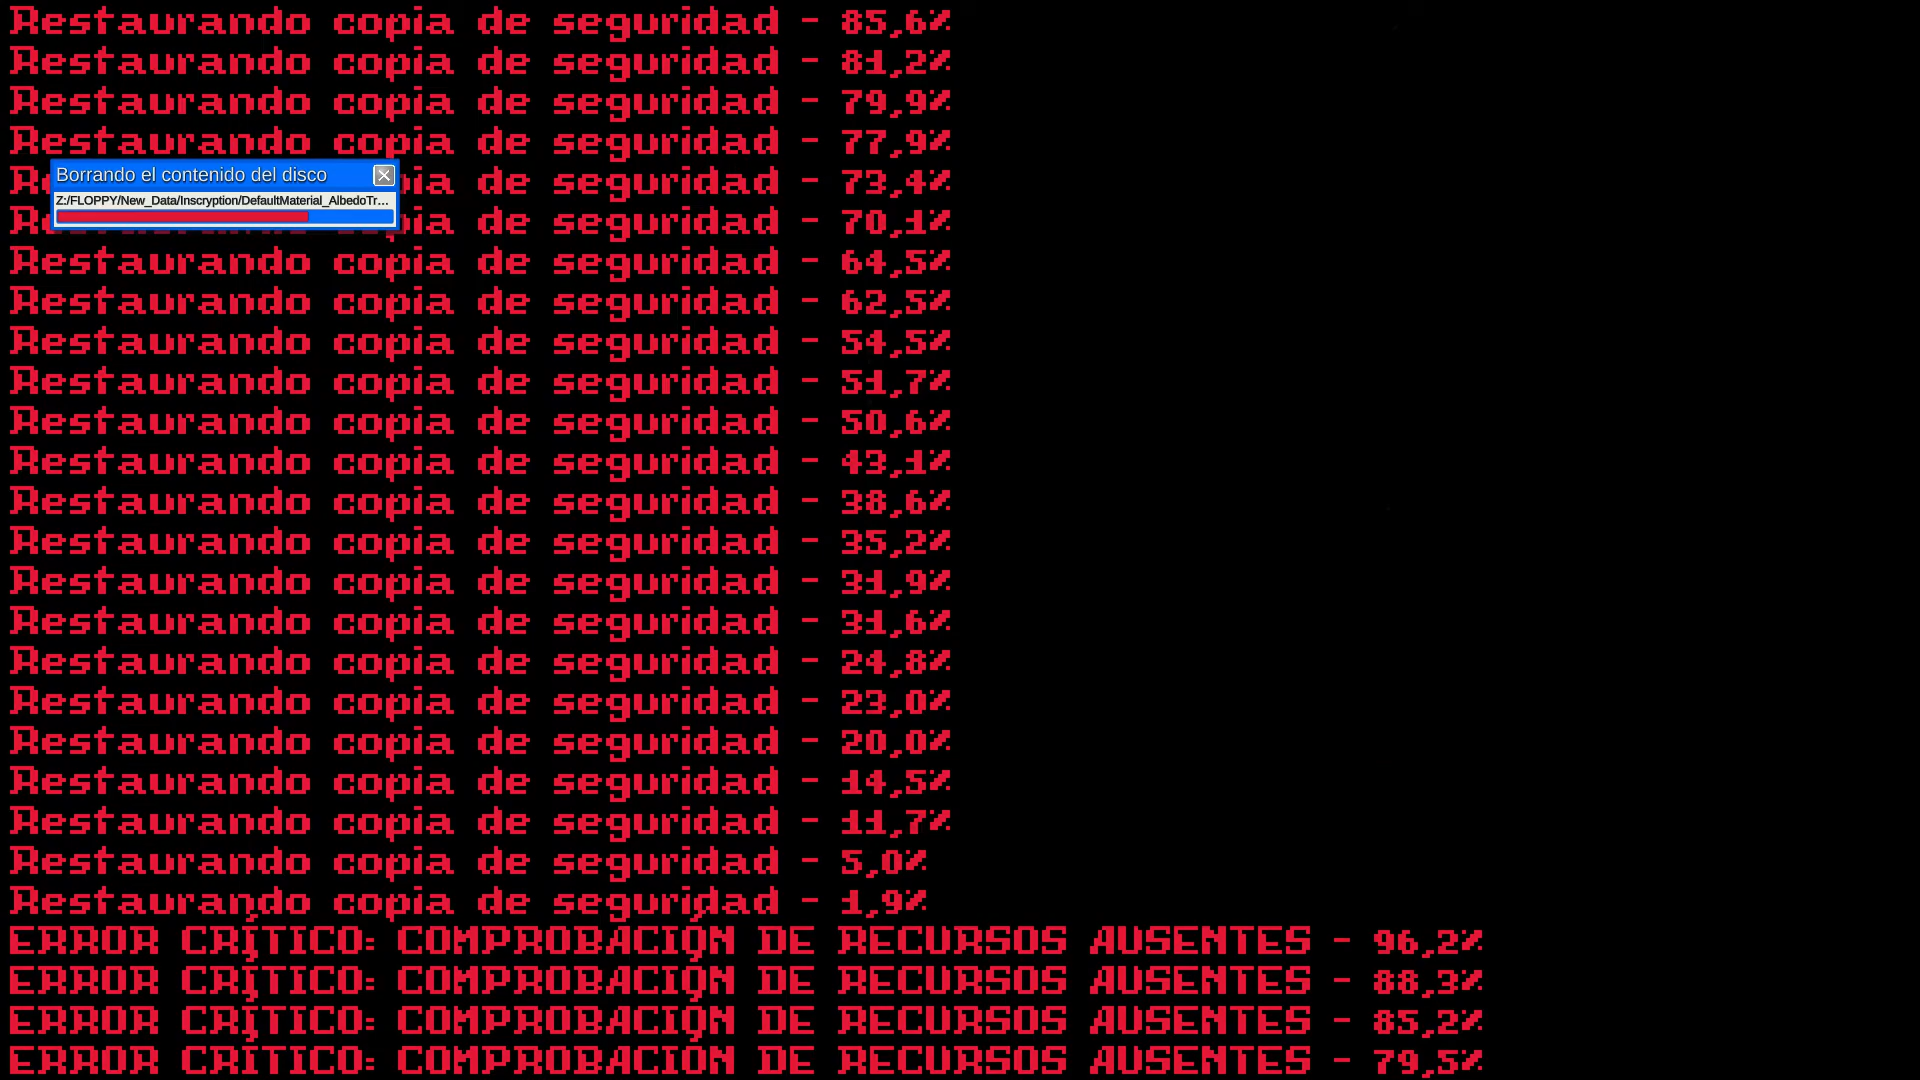 Restaurando copia de seguridad - 85,6%
Restaurando copia de seguridad - 81,2%
Restaurando copia de seguridad - 79,9%
Restaurando copia de seguridad - 77,9%
Borrando el contenido del disco
Z:/FLOPPY/New_Data/Inscryption/DefaultMaterial_AlbedoTr...
pia de seguridad - 73,4%
pia de seguridad - 70,1%
Restaurando copia de seguridad - 64,5%
Restaurando copia de seguridad - 62,5%
Restaurando copia de seguridad - 54,5%
Restaurando copia de seguridad - 51,7%
Restaurando copia de seguridad - 50,6%
Restaurando copia de seguridad - 43,1%
Restaurando copia de seguridad - 38,6%
Restaurando copia de seguridad - 35,2%
Restaurando copia de seguridad - 31,9%
Restaurando copia de seguridad - 31,6%
Restaurando copia de seguridad - 24,8%
Restaurando copia de seguridad - 23,0%
Restaurando copia de seguridad - 20,0%
Restaurando copia de seguridad - 14,5%
Restaurando copia de seguridad - 11,7%
Restaurando copia de seguridad - 5,0%
Restaurando copia de seguridad - 1,9%
ERROR CRÍTICO: COMPROBACIÓN DE RECURSOS AUSENTES - 96,2%
ERROR CRÍTICO: COMPROBACIÓN DE RECURSOS AUSENTES - 88,3%
ERROR CRÍTICO: COMPROBACIÓN DE RECURSOS AUSENTES - 85,2%
ERROR CRÍTICO: COMPROBACIÓN DE RECURSOS AUSENTES - 79,5%